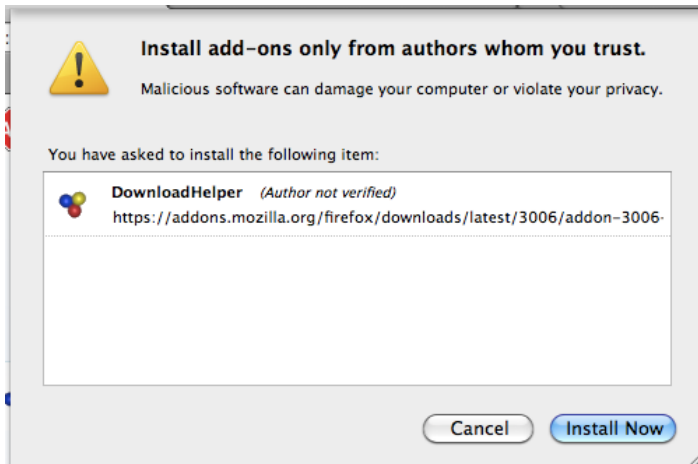 Install add-ons only from authors whom you trust.
Malicious software can damage your computer or violate your privacy.
You have asked to install the following item:
DownloadHelper (Author not verified)
https://addons.mozilla.org/firefox/downloads/latest/3006/addon-3006-
Cancel Install Now